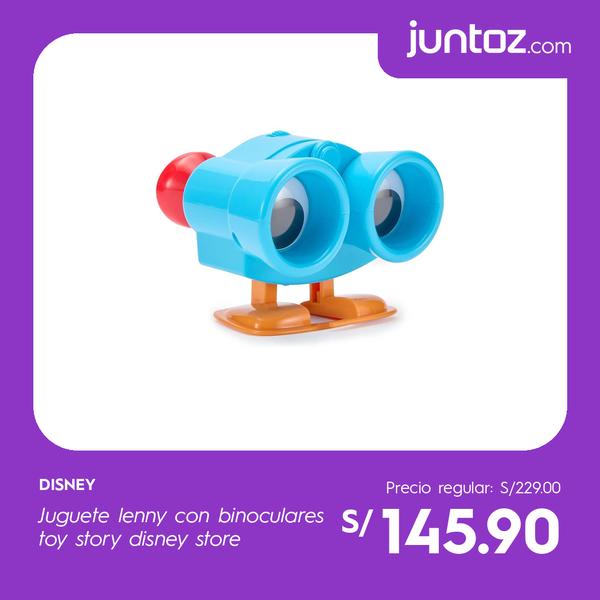 juntoz.com
DISNEY
Juguete lenny con binoculares
toy story disney store
Precio regular: S/229.00
S/145.90